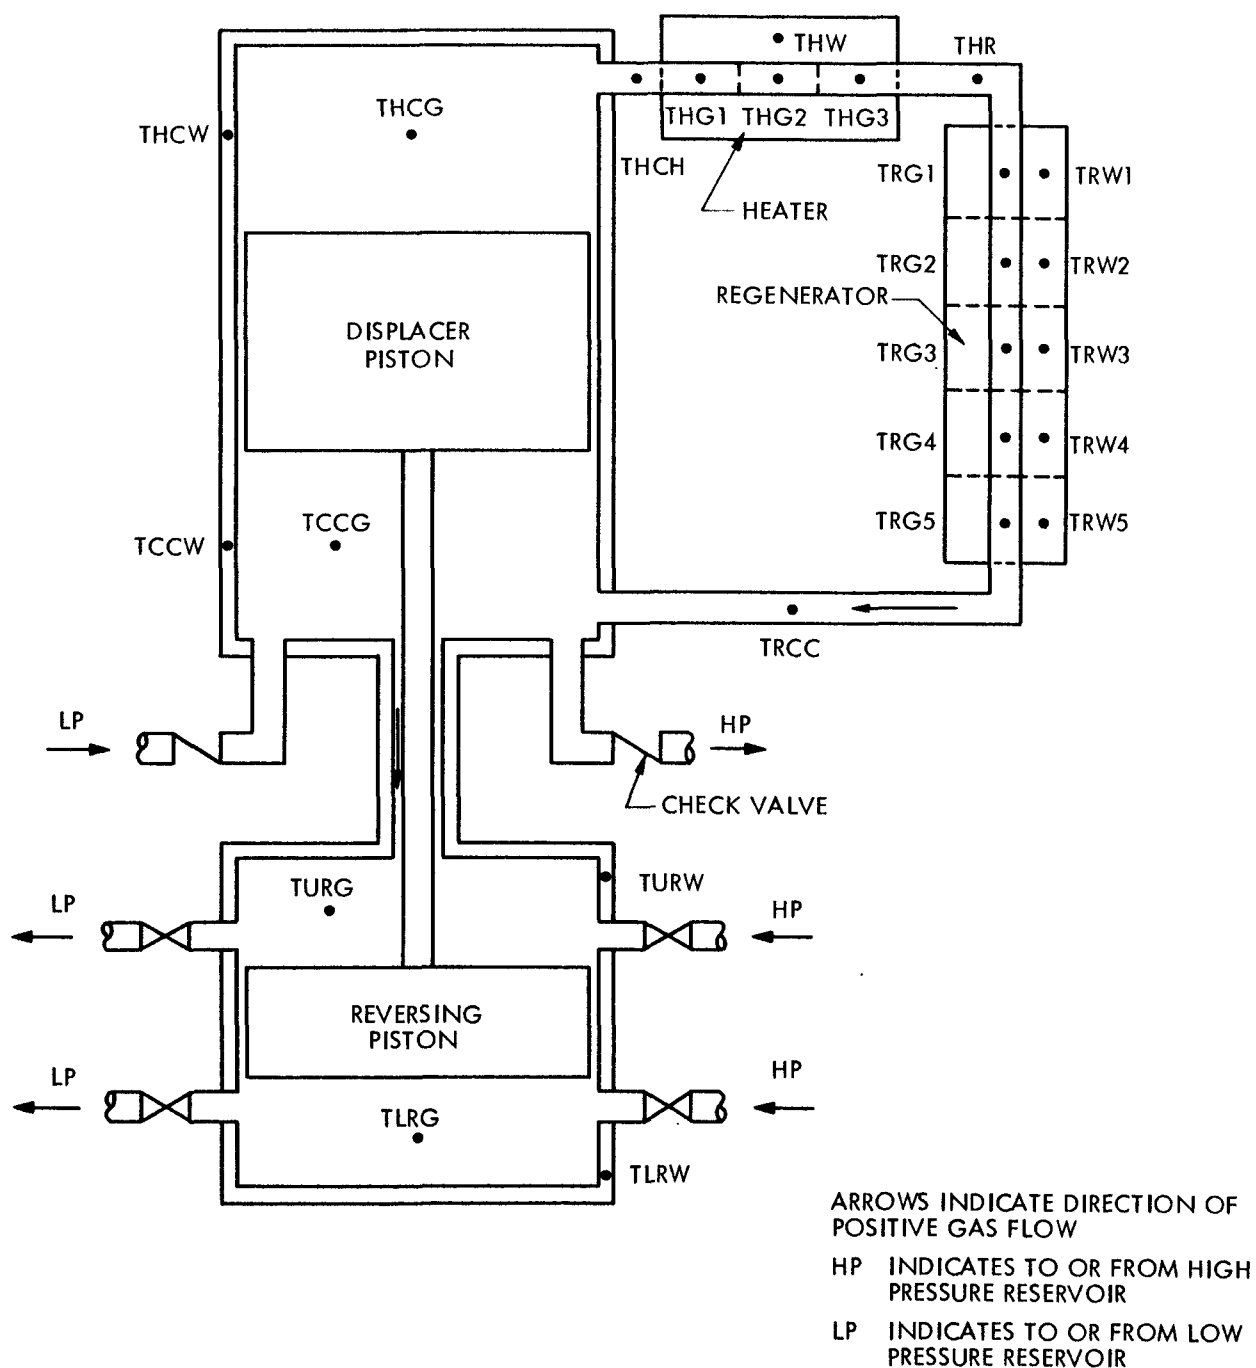 THW
THR
THCG
THCW
THG1 THG2 THG3
THCH
HEATER
TRG1
TRW1
TRG2
TRW2
REGENERATOR
DISPLACER
PISTON
TRG3
TRW3
TRG4
TRW4
TCCG
TCCW
TRG5
TRW5
TRCC
LP
HP
CHECK VALVE
TURG
TURW
LP
HP
REVERSING
PISTON
LP
HP
TLRG
TLRW
ARROWS INDICATE DIRECTION OF
POSITIVE GAS FLOW
HP INDICATES TO OR FROM HIGH
PRESSURE RESERVOIR
LP INDICATES TO OR FROM LOW
PRESSURE RESERVOIR